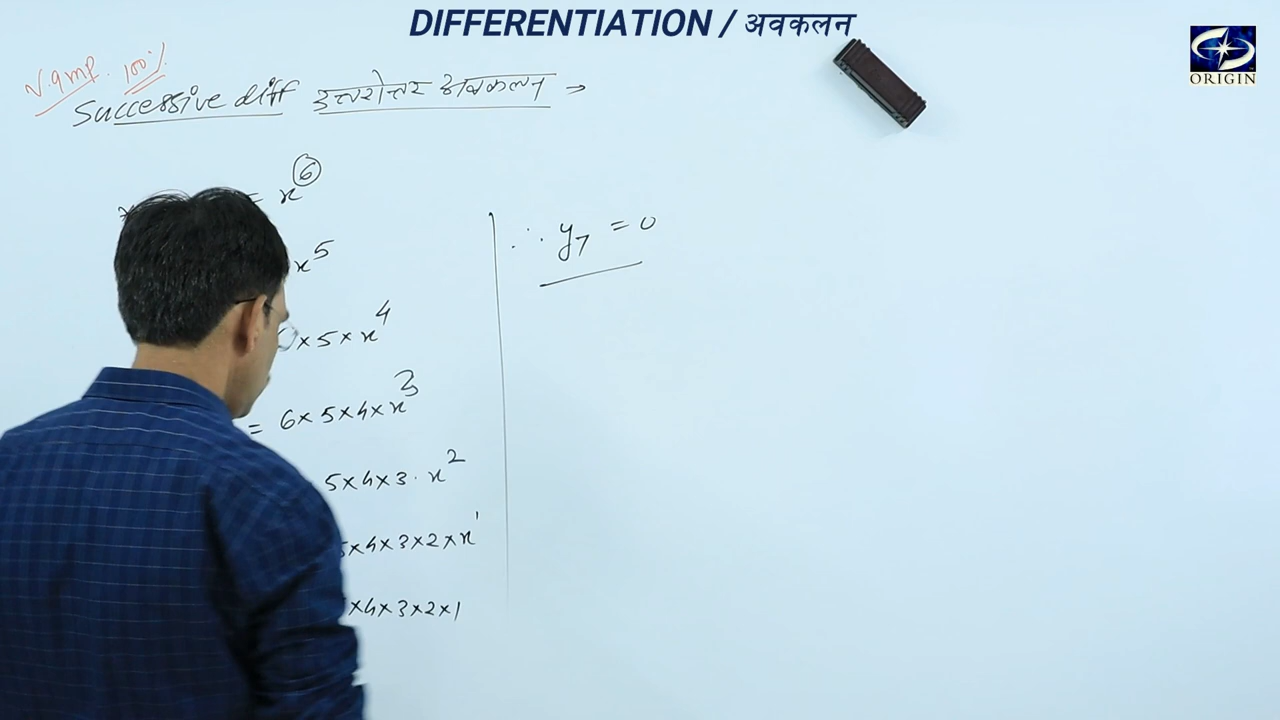 DIFFERENTIATION / अवकलन
ORIGIN
V. Imp. 100%
Successive diff उत्तरोत्तर अवकलन →
= x⁶
x⁵
∴ y₇ = 0
× 5 × x⁴
= 6 × 5 × 4 × x³
5 × 4 × 3 · x²
5 × 4 × 3 × 2 × x¹
× 4 × 3 × 2 × 1